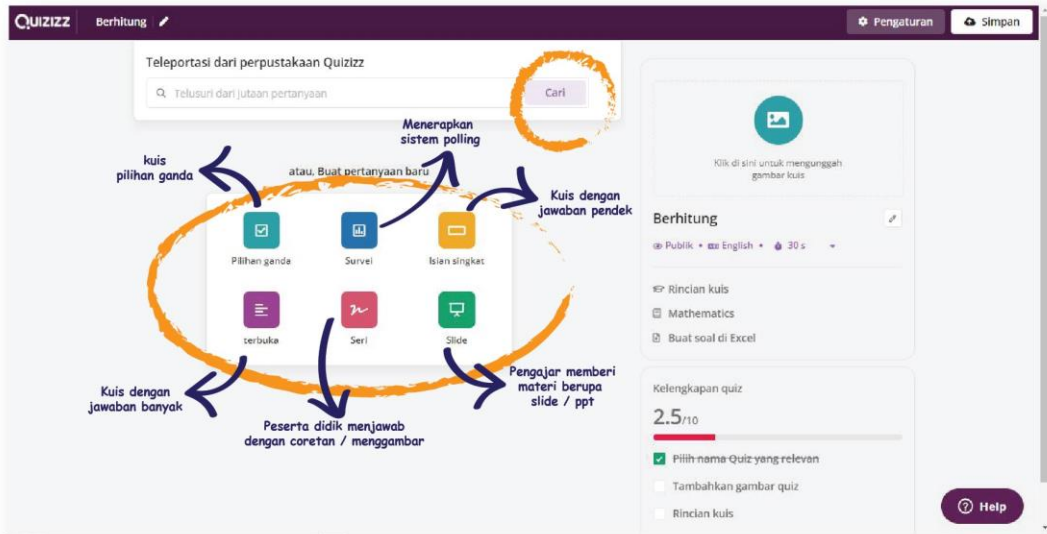 QUIZIZZ
Berhitung
Pengaturan
Simpan
Teleportasi dari perpustakaan Quizizz
Telusuri dari jutaan pertanyaan
Cari
Menerapkan
sistem polling
kuis
pilihan ganda
atau, Buat pertanyaan baru
Kuis dengan
jawaban pendek
Pilihan ganda
Survei
Isian singkat
terbuka
Seri
Slide
Kuis dengan
jawaban banyak
Peserta didik menjawab
dengan coretan / menggambar
Pengajar memberi
materi berupa
slide / ppt
Klik di sini untuk mengunggah
gambar kuis
Berhitung
Publik • English • 30 s
Rincian kuis
Mathematics
Buat soal di Excel
Kelengkapan quiz
2.5/10
Pilih nama Quiz yang relevan
Tambahkan gambar quiz
Rincian kuis
Help